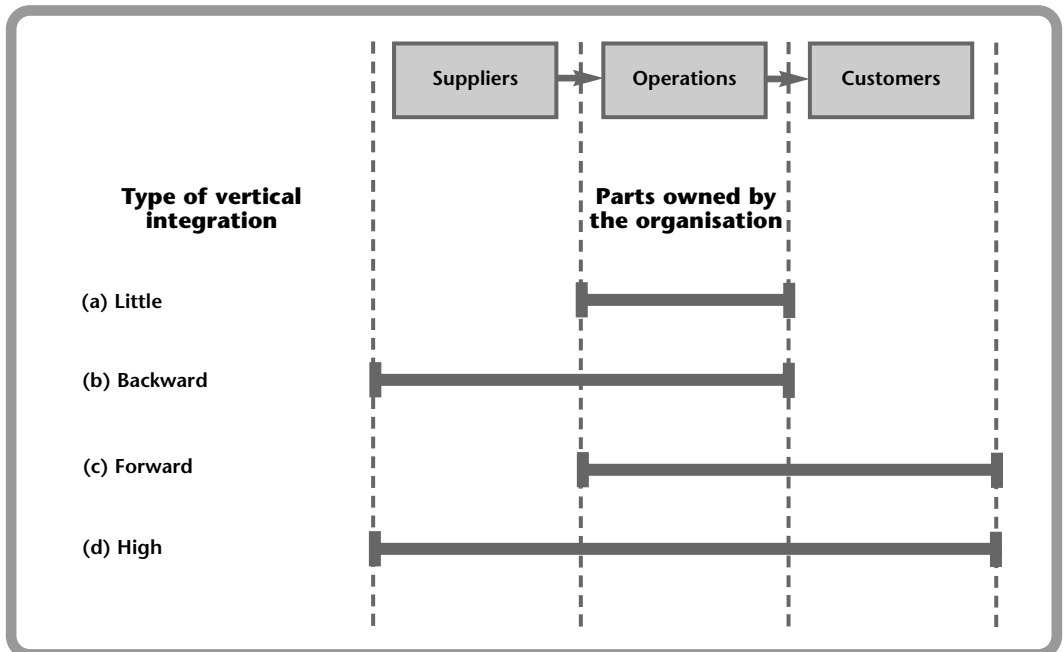 Suppliers
Operations
Customers
Type of vertical
integration
Parts owned by
the organisation
(a) Little
(b) Backward
(c) Forward
(d) High